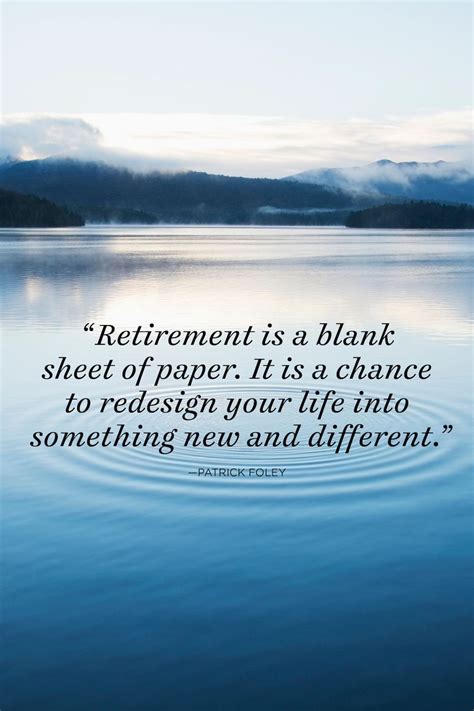 “Retirement is a blank
sheet of paper. It is a chance
to redesign your life into
something new and different.”
—PATRICK FOLEY